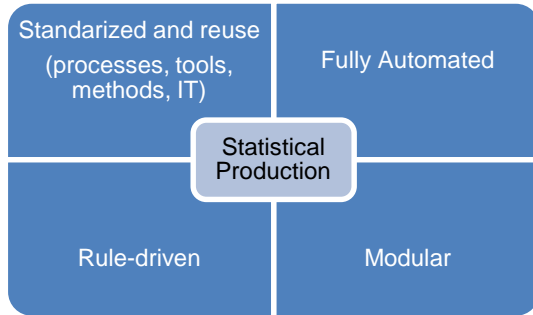 Standarized and reuse
(processes, tools,
methods, IT)
Fully Automated
Statistical
Production
Rule-driven
Modular